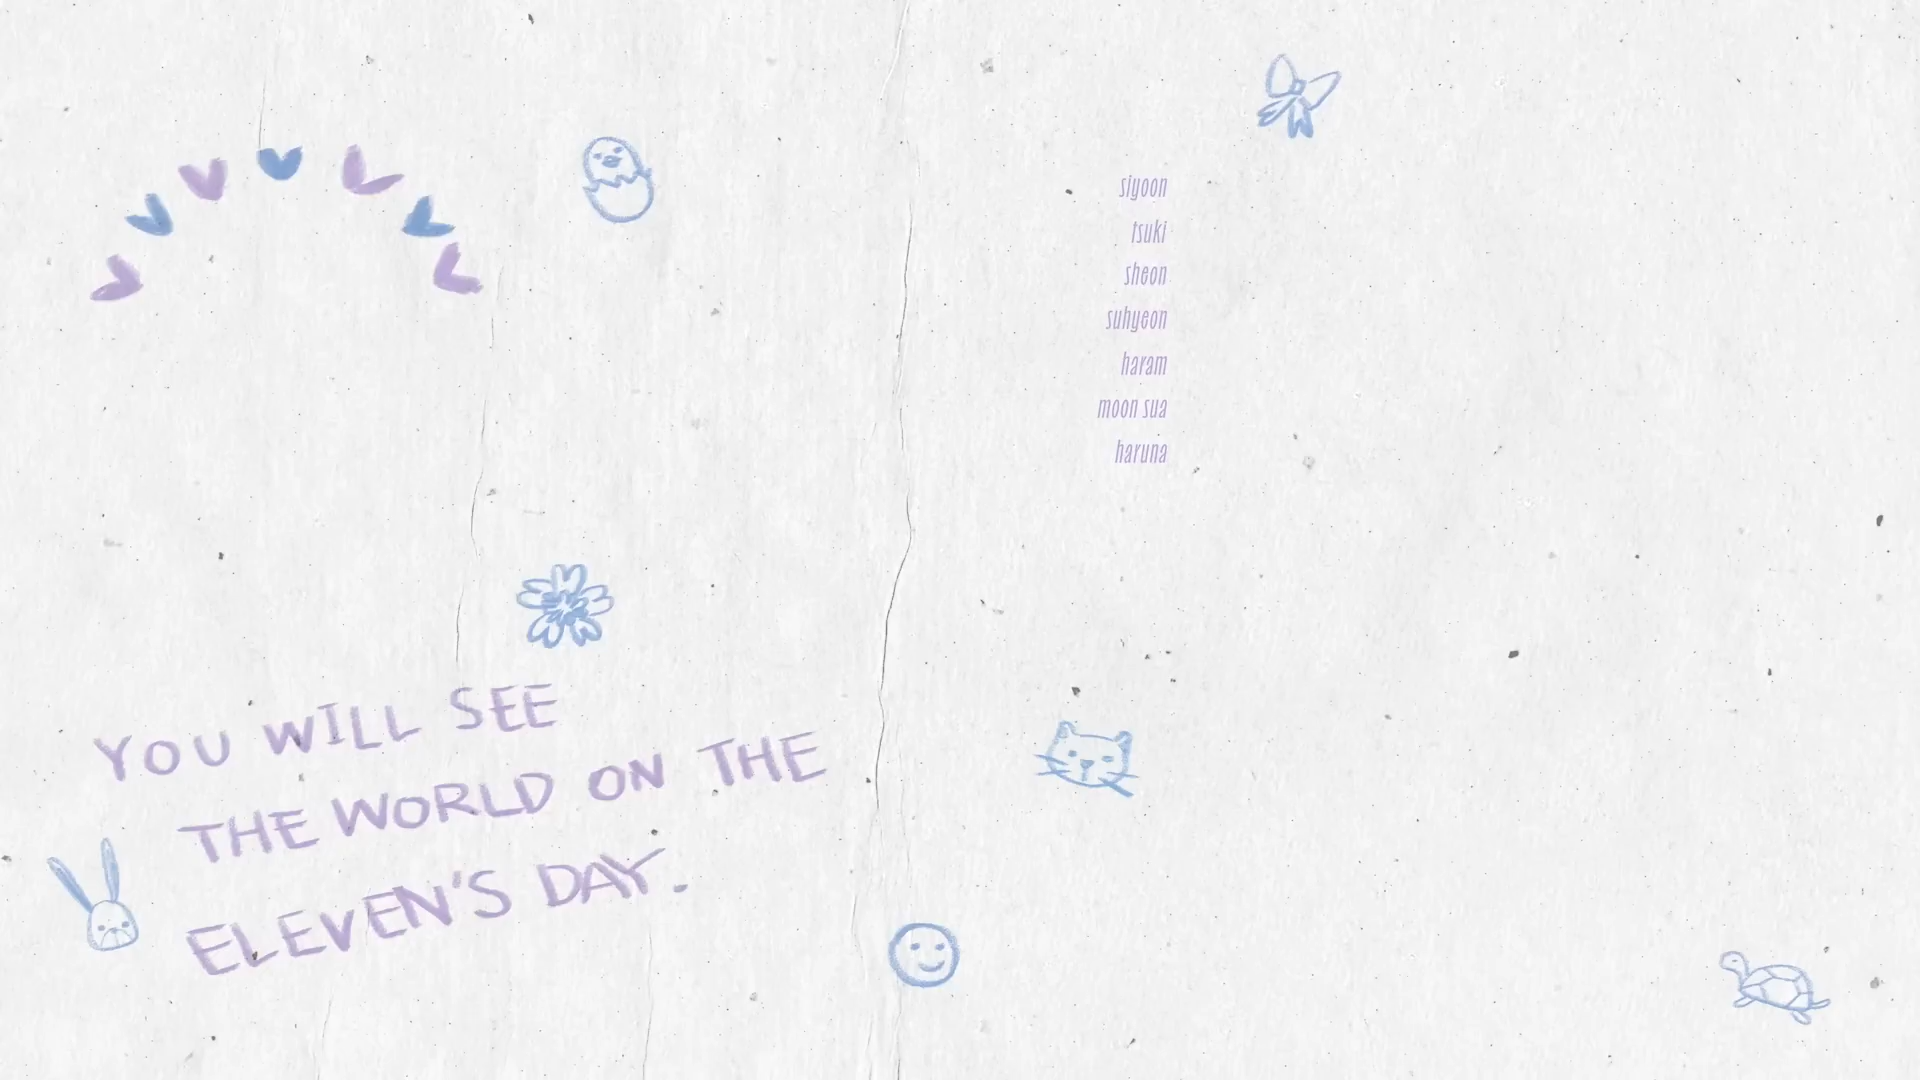 siyoon
tsuki
sheon
suhyeon
haram
moon sua
haruna
YOU WILL SEE
THE WORLD ON THE
ELEVEN'S DAY.